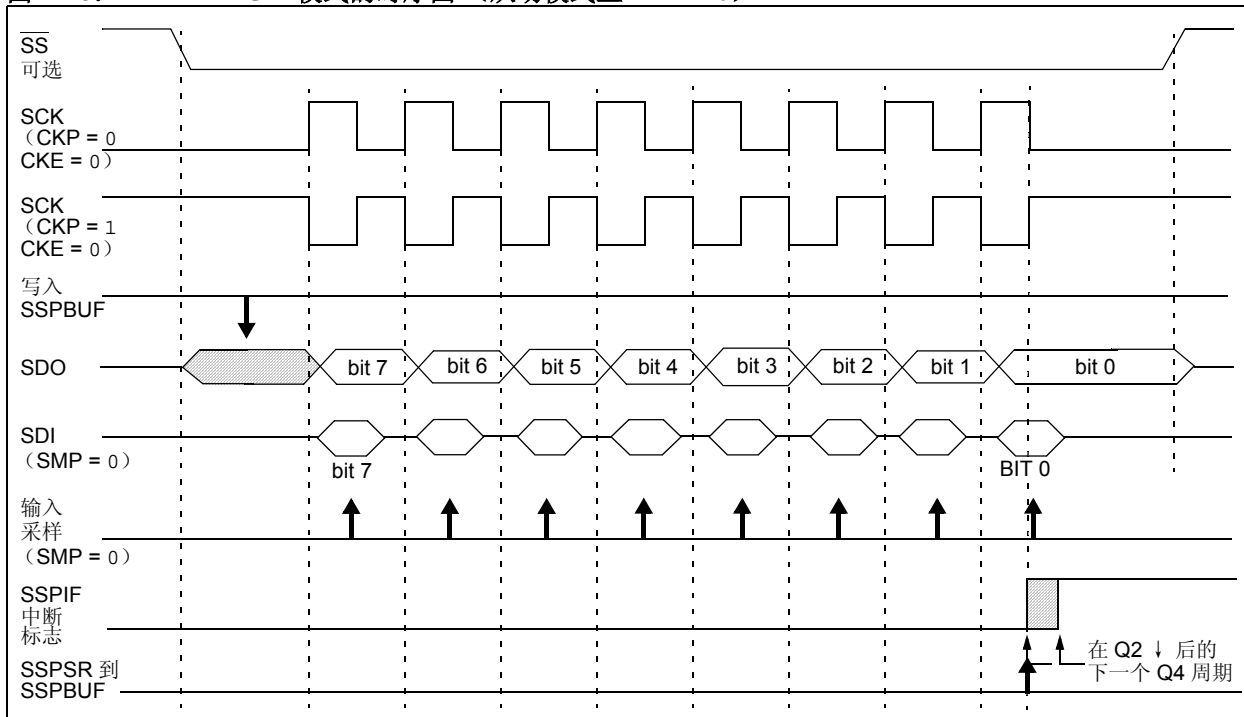 SS
可选
SCK
（CKP = 0
CKE = 0）
SCK
（CKP = 1
CKE = 0）
写入
SSPBUF
SDO
bit 7
bit 6
bit 5
bit 4
bit 3
bit 2
bit 1
bit 0
SDI
（SMP = 0）
bit 7
BIT 0
输入
采样
（SMP = 0）
SSPIF
中断
标志
在 Q2 ↓ 后的
下一个 Q4 周期
SSPSR 到
SSPBUF